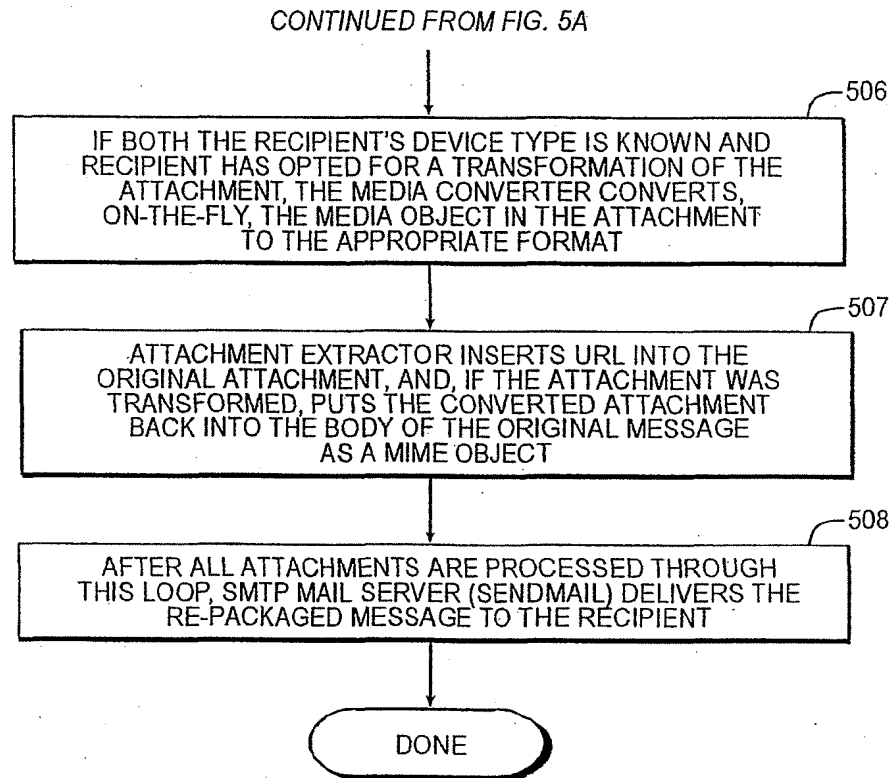 CONTINUED FROM FIG. 5A
506
IF BOTH THE RECIPIENT'S DEVICE TYPE IS KNOWN AND
RECIPIENT HAS OPTED FOR A TRANSFORMATION OF THE
ATTACHMENT, THE MEDIA CONVERTER CONVERTS,
ON-THE-FLY, THE MEDIA OBJECT IN THE ATTACHMENT
TO THE APPROPRIATE FORMAT
507
ATTACHMENT EXTRACTOR INSERTS URL INTO THE
ORIGINAL ATTACHMENT, AND, IF THE ATTACHMENT WAS
TRANSFORMED, PUTS THE CONVERTED ATTACHMENT
BACK INTO THE BODY OF THE ORIGINAL MESSAGE
AS A MIME OBJECT
508
AFTER ALL ATTACHMENTS ARE PROCESSED THROUGH
THIS LOOP, SMTP MAIL SERVER (SENDMAIL) DELIVERS THE
RE-PACKAGED MESSAGE TO THE RECIPIENT
DONE